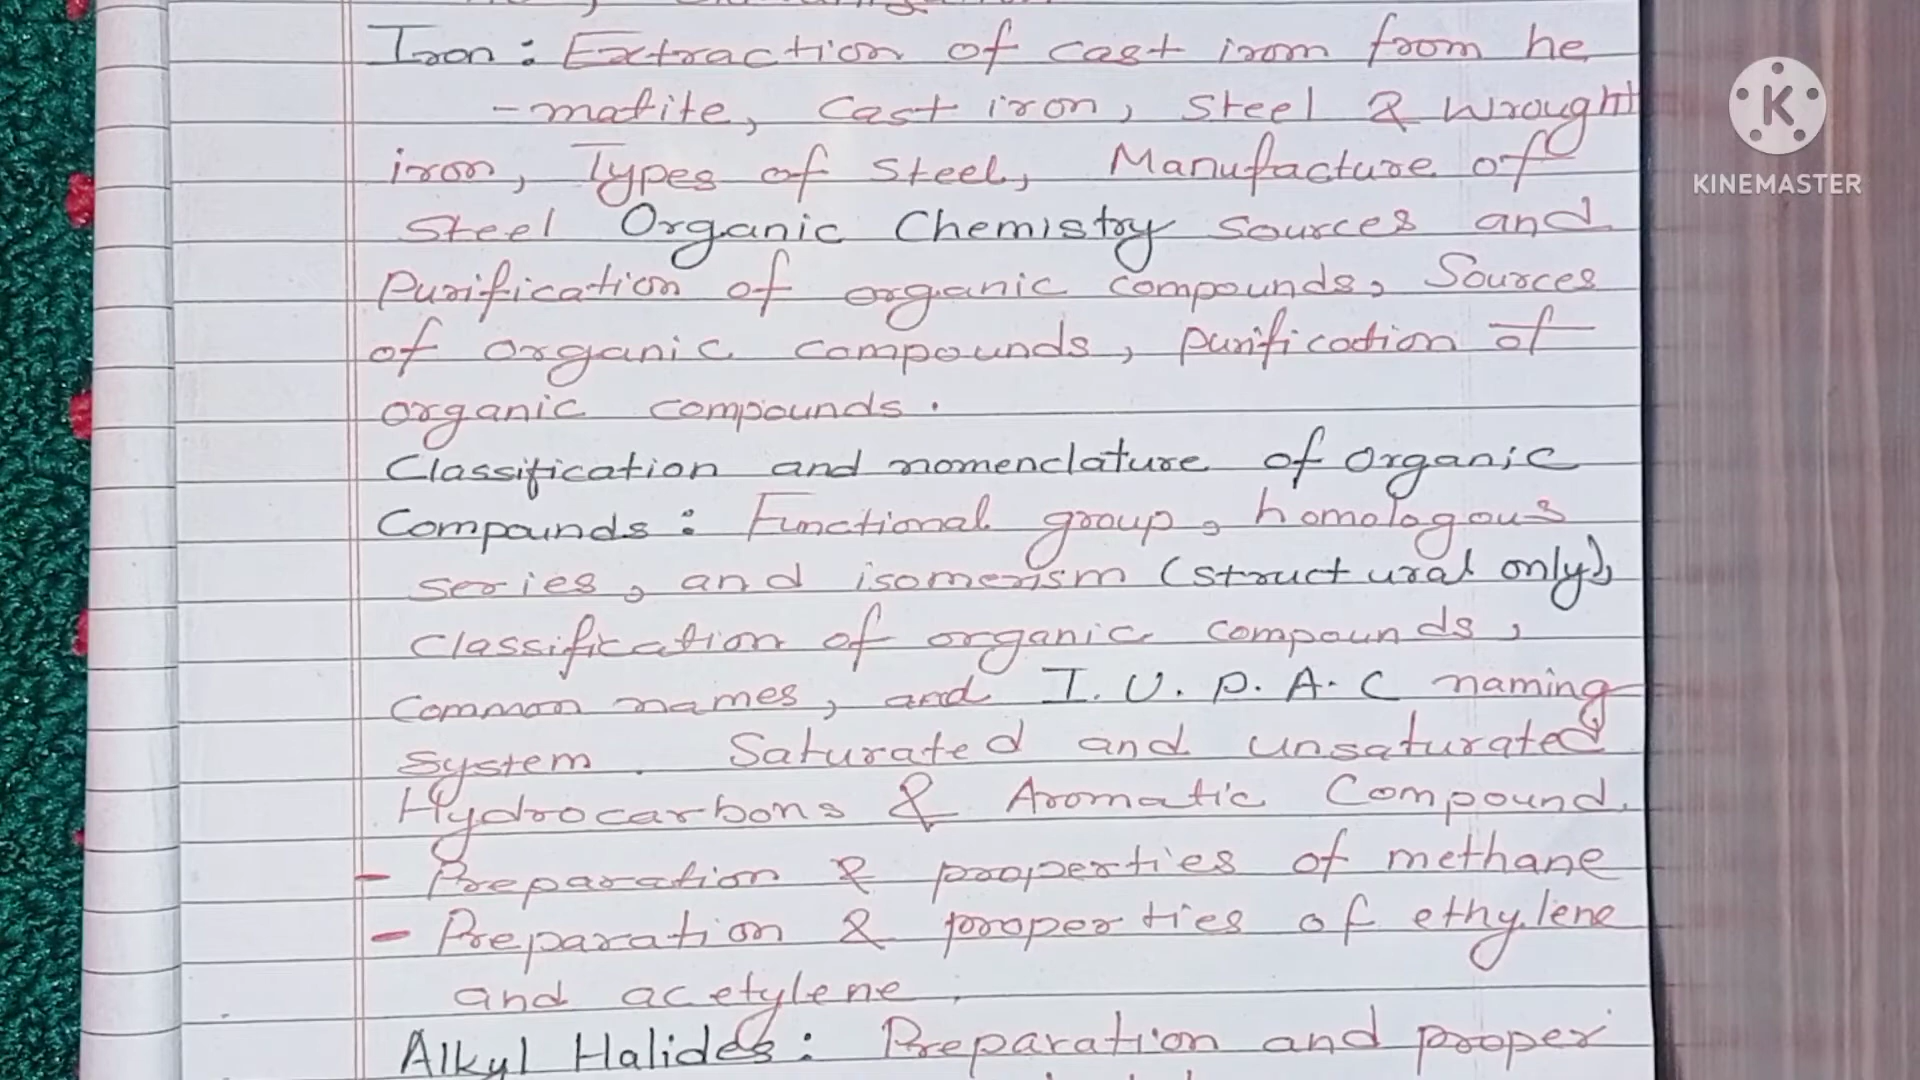 Iron: Extraction of cast iron from he
-matite, Cast iron, Steel & Wrought
iron, Types of Steel, Manufacture of
Steel Organic Chemistry Sources and
Purification of organic compounds, Sources
of organic compounds, purification of
organic compounds.
Classification and nomenclature of organic
Compounds: Functional group, homologous
series, and isomerism (structural only),
Classification of organic compounds,
Common names, and I.U.P.A.C naming
system. Saturated and unsaturated
Hydrocarbons & Aromatic Compound.
- Preparation & properties of methane
- Preparation & properties of ethylene
and acetylene.
Alkyl Halides: Preparation and proper
K
KINEMASTER